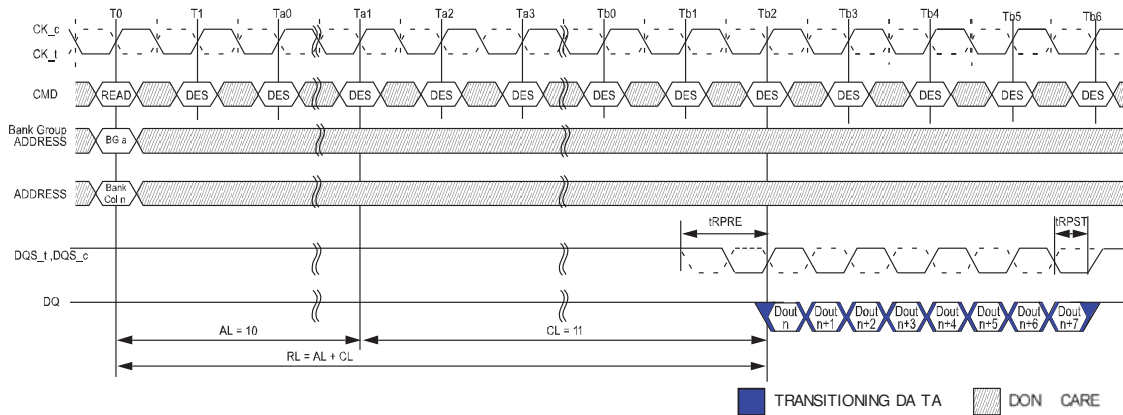 T0 T1 Ta0 Ta1 Ta2 Ta3 Tb0 Tb1 Tb2 Tb3 Tb4 Tb5 Tb6
CK_c
CK_t
CMD READ DES DES DES DES DES DES DES DES DES DES DES DES
Bank Group
ADDRESS BG a
ADDRESS Bank
Col n
tRPRE tRPST
DQS_t ,DQS_c
DQ Dout Dout Dout Dout Dout Dout Dout Dout
n n+1 n+2 n+3 n+4 n+5 n+6 n+7
AL = 10 CL = 11
RL = AL + CL
TRANSITIONING DA TA DON CARE